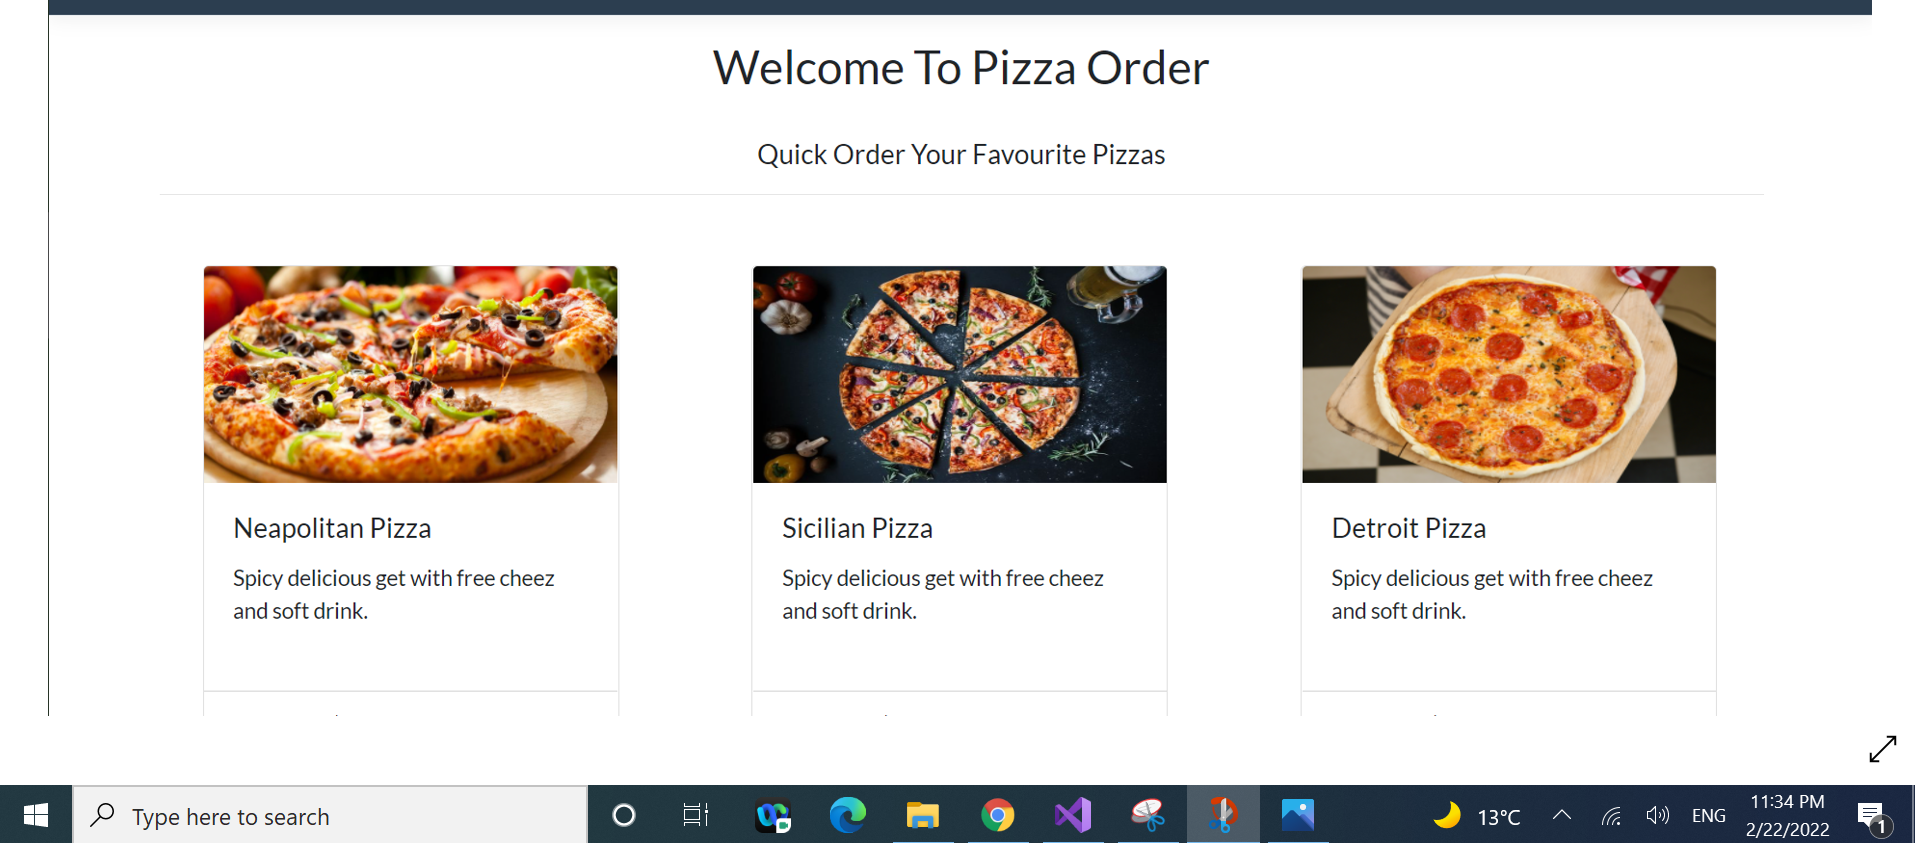 Welcome To Pizza Order
Quick Order Your Favourite Pizzas
Neapolitan Pizza
Spicy delicious get with free cheez
and soft drink.
Sicilian Pizza
Spicy delicious get with free cheez
and soft drink.
Detroit Pizza
Spicy delicious get with free cheez
and soft drink.
Type here to search
13°C
ENG
11:34 PM
2/22/2022
1